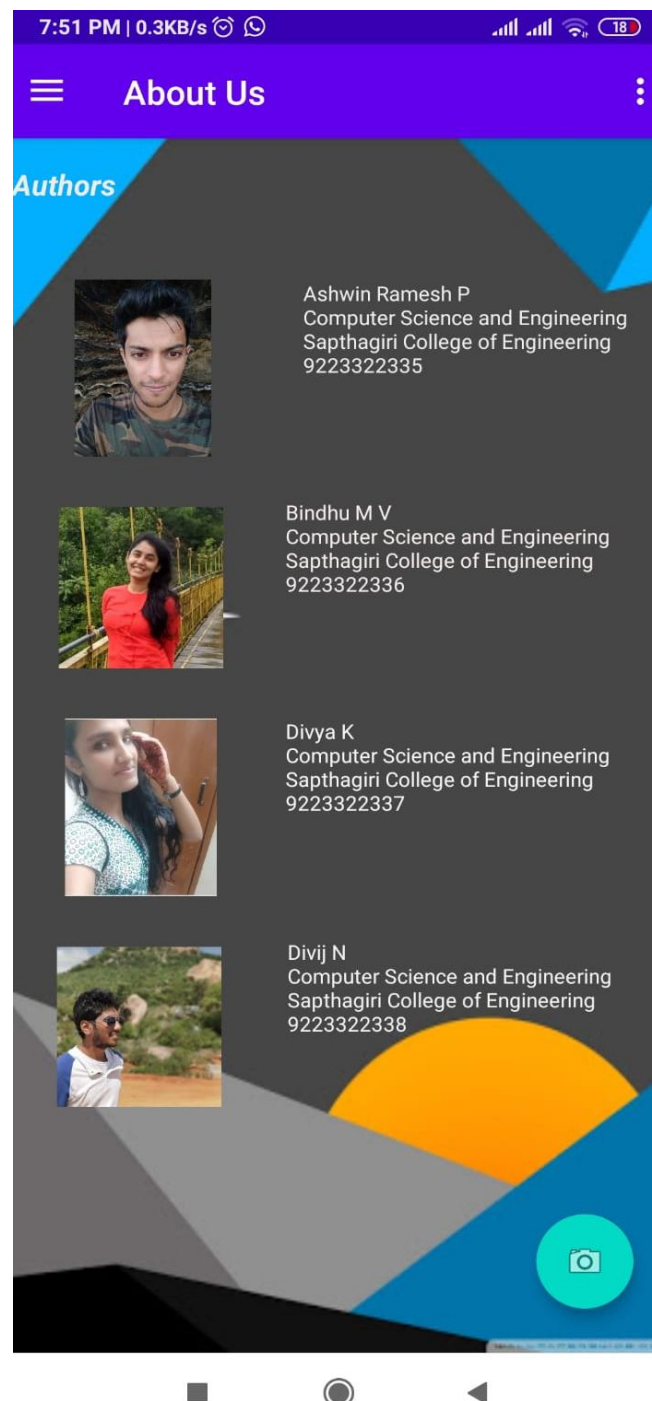 7:51 PM | 0.3KB/s
18
About Us
Authors
Ashwin Ramesh P
Computer Science and Engineering
Sapthagiri College of Engineering
9223322335
Bindhu M V
Computer Science and Engineering
Sapthagiri College of Engineering
9223322336
Divya K
Computer Science and Engineering
Sapthagiri College of Engineering
9223322337
Divij N
Computer Science and Engineering
Sapthagiri College of Engineering
9223322338